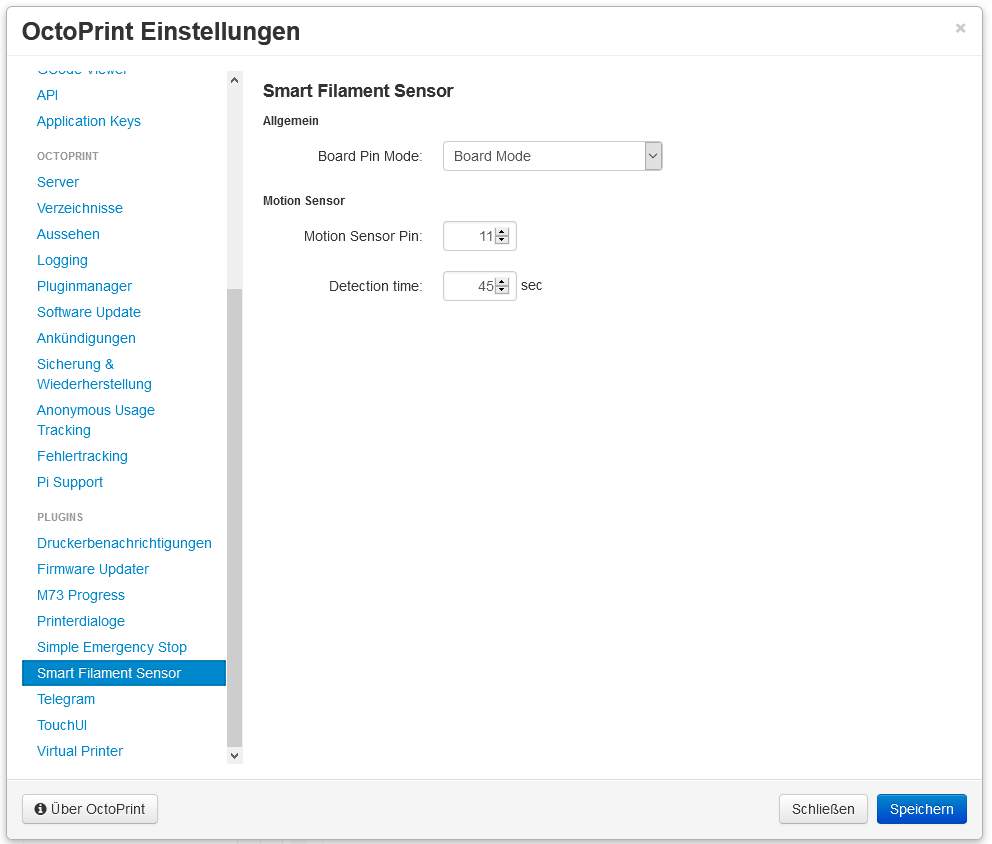 OctoPrint Einstellungen
×
GCode Viewer
API
Application Keys
OCTOPRINT
Server
Verzeichnisse
Aussehen
Logging
Pluginmanager
Software Update
Ankündigungen
Sicherung &
Wiederherstellung
Anonymous Usage
Tracking
Fehlertracking
Pi Support
PLUGINS
Druckerbenachrichtigungen
Firmware Updater
M73 Progress
Printerdialoge
Simple Emergency Stop
Smart Filament Sensor
Telegram
TouchUI
Virtual Printer
Smart Filament Sensor
Allgemein
Board Pin Mode: Board Mode
Motion Sensor
Motion Sensor Pin: 11
Detection time: 45 sec
Über OctoPrint
Schließen
Speichern